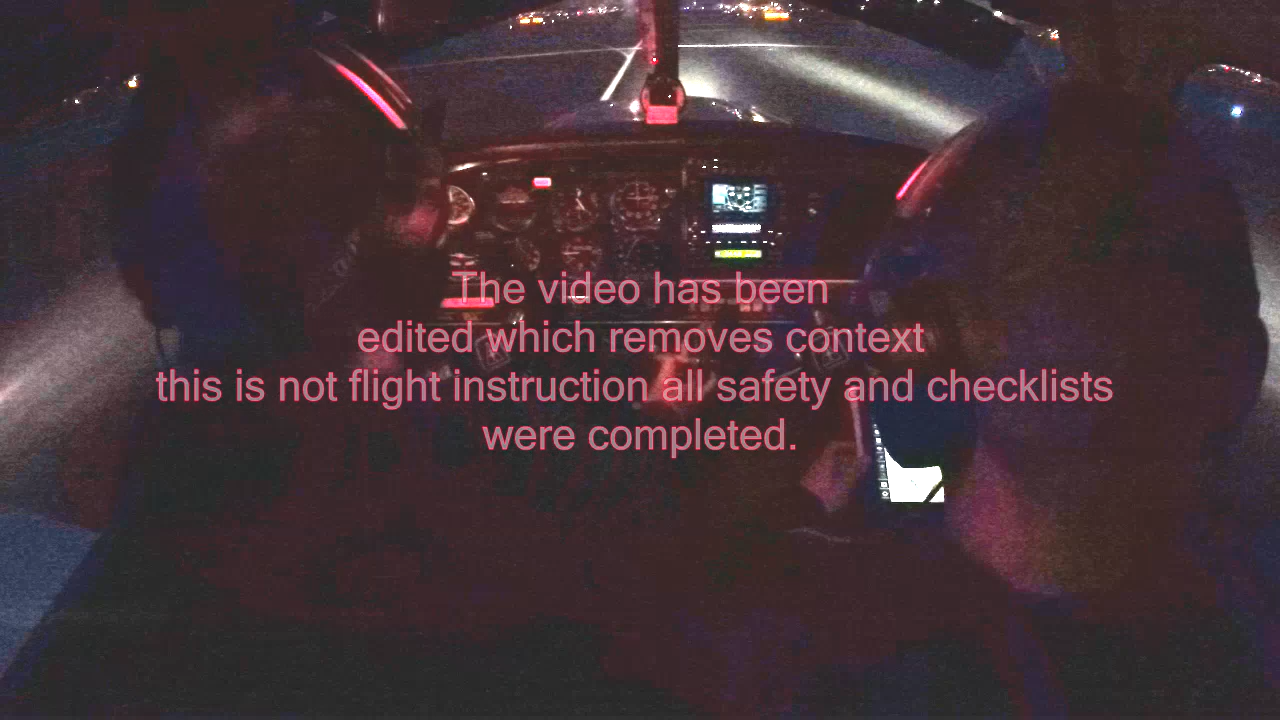 The video has been
edited which removes context
this is not flight instruction all safety and checklists
were completed.